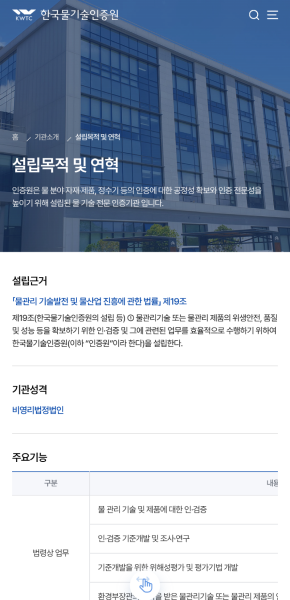 KWTC 한국물기술인증원
홈 기관소개 설립목적 및 연혁
설립목적 및 연혁
인증원은 물 분야 자재·제품, 정수기 등의 인증에 대한 공정성 확보와 인증 전문성을
높이기 위해 설립된 물 기술 전문 인증기관 입니다.
설립근거
「물관리 기술발전 및 물산업 진흥에 관한 법률」 제19조
제19조(한국물기술인증원의 설립 등) ① 물관리기술 또는 물관리 제품의 위생안전, 품질
및 성능 등을 확보하기 위한 인·검증 및 그에 관련된 업무를 효율적으로 수행하기 위하여
한국물기술인증원(이하 “인증원”이라 한다)을 설립한다.
기관성격
비영리법정법인
주요기능
구분
물 관리 기술 및 제품에 대한 인·검증
인·검증 기준개발 및 조사·연구
법령상 업무
기준개발을 위한 위해성평가 및 평가기법 개발
환경부장관 받은 물관리기술 또는 물관리 제품의